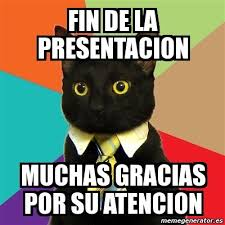 FIN DE LA
PRESENTACION
MUCHAS GRACIAS
POR SU ATENCION
memegenerator.es